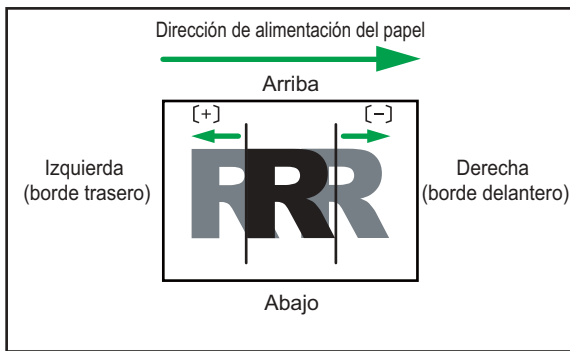 Dirección de alimentación del papel
Arriba
[+]
[−]
Izquierda
(borde trasero)
RRR
Derecha
(borde delantero)
Abajo